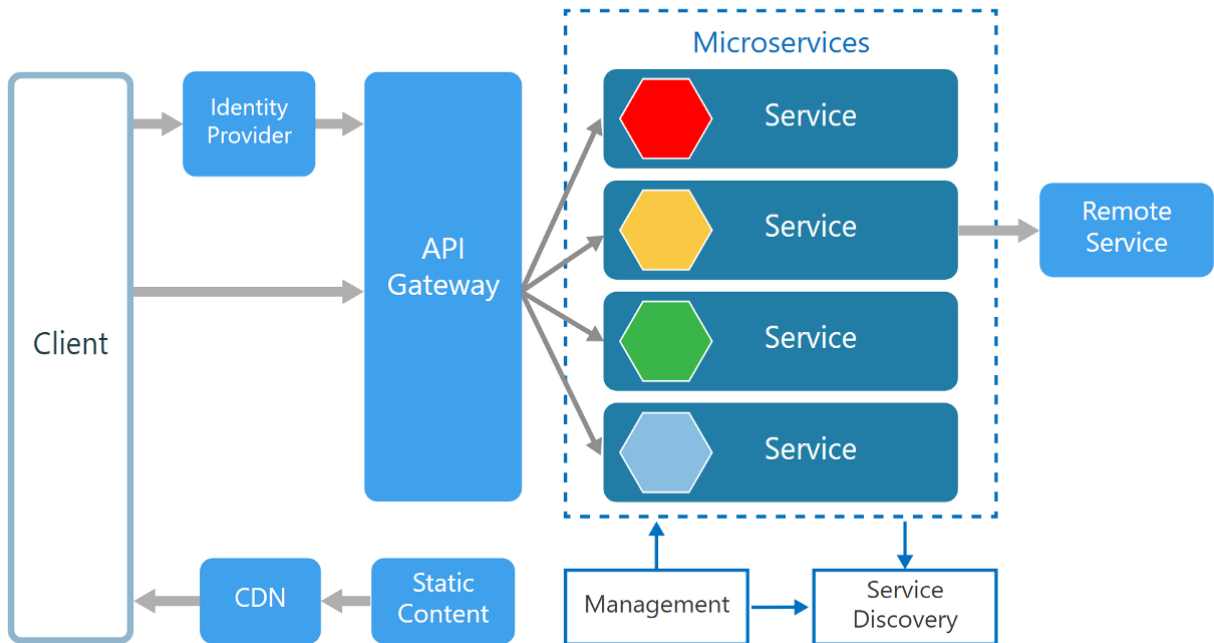 Microservices
Identity
Provider
Service
Service
Remote
Service
API
Gateway
Client
Service
Service
CDN
Static
Content
Management
Service
Discovery